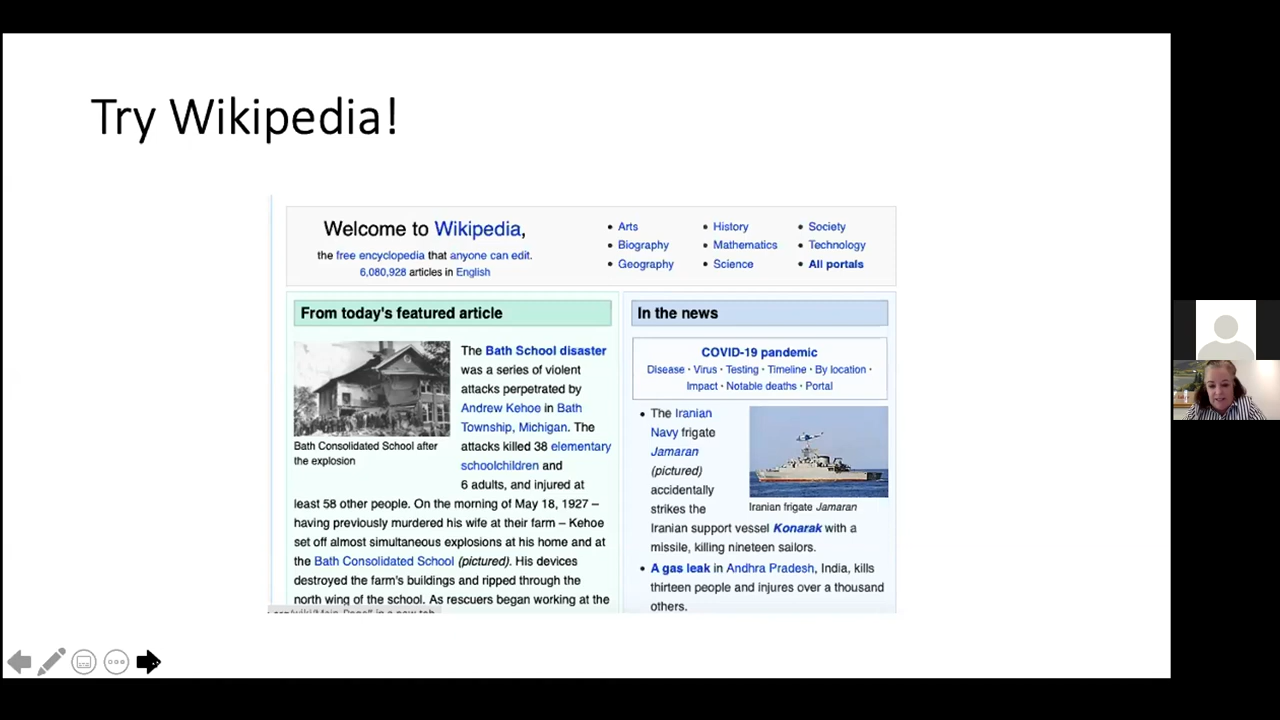 Try Wikipedia!
Welcome to Wikipedia,
the free encyclopedia that anyone can edit.
6,080,928 articles in English
• Arts
• Biography
• Geography
• History
• Mathematics
• Science
• Society
• Technology
• All portals
From today's featured article
The Bath School disaster
was a series of violent
attacks perpetrated by
Andrew Kehoe in Bath
Township, Michigan. The
attacks killed 38 elementary
schoolchildren and
6 adults, and injured at
Bath Consolidated School after
the explosion
least 58 other people. On the morning of May 18, 1927 –
having previously murdered his wife at their farm – Kehoe
set off almost simultaneous explosions at his home and at
the Bath Consolidated School (pictured). His devices
destroyed the farm's buildings and ripped through the
north wing of the school. As rescuers began working at the
In the news
COVID-19 pandemic
Disease · Virus · Testing · Timeline · By location ·
Impact · Notable deaths · Portal
• The Iranian
Navy frigate
Jamaran
(pictured)
accidentally
strikes the
Iranian frigate Jamaran
Iranian support vessel Konarak with a
missile, killing nineteen sailors.
• A gas leak in Andhra Pradesh, India, kills
thirteen people and injures over a thousand
others.